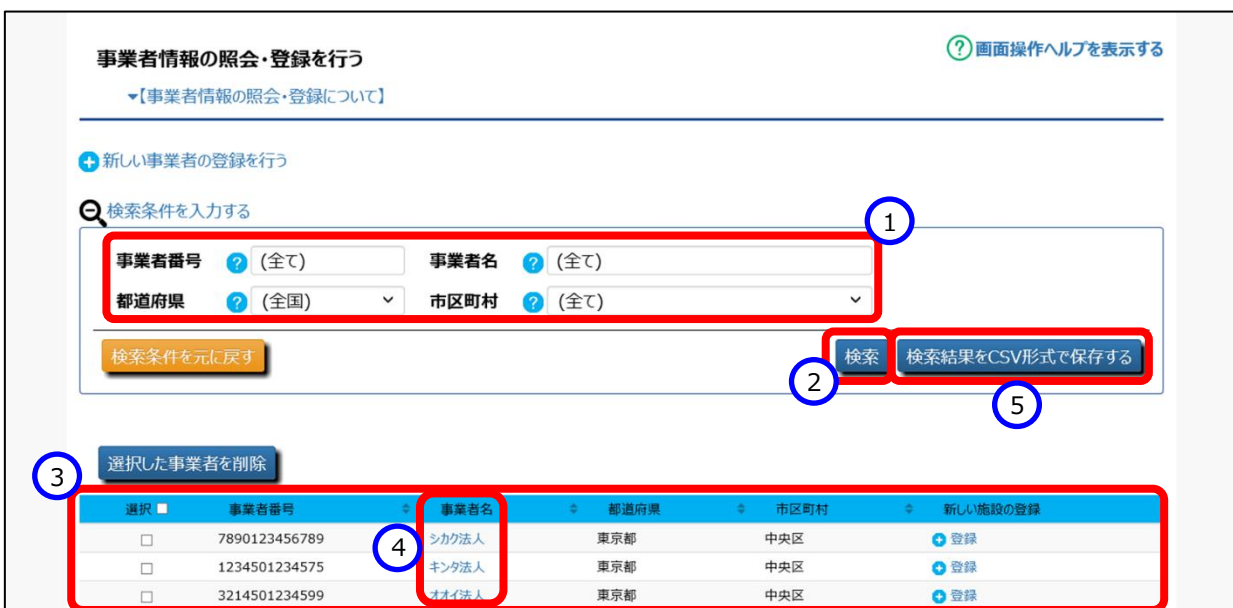 事業者情報の照会・登録を行う
?画面操作ヘルプを表示する
▼【事業者情報の照会・登録について】
新しい事業者の登録を行う
検索条件を入力する
1
事業者番号 ? (全て) 事業者名 ? (全て)
都道府県 ? (全国) 市区町村 ? (全て)
検索条件を元に戻す 検索 検索結果をCSV形式で保存する
2
5
選択した事業者を削除
3
選択 事業者番号 事業者名 都道府県 市区町村 新しい施設の登録
7890123456789 シカク法人 東京都 中央区 登録
4
1234501234575 キンタ法人 東京都 中央区 登録
3214501234599 オオイ法人 東京都 中央区 登録